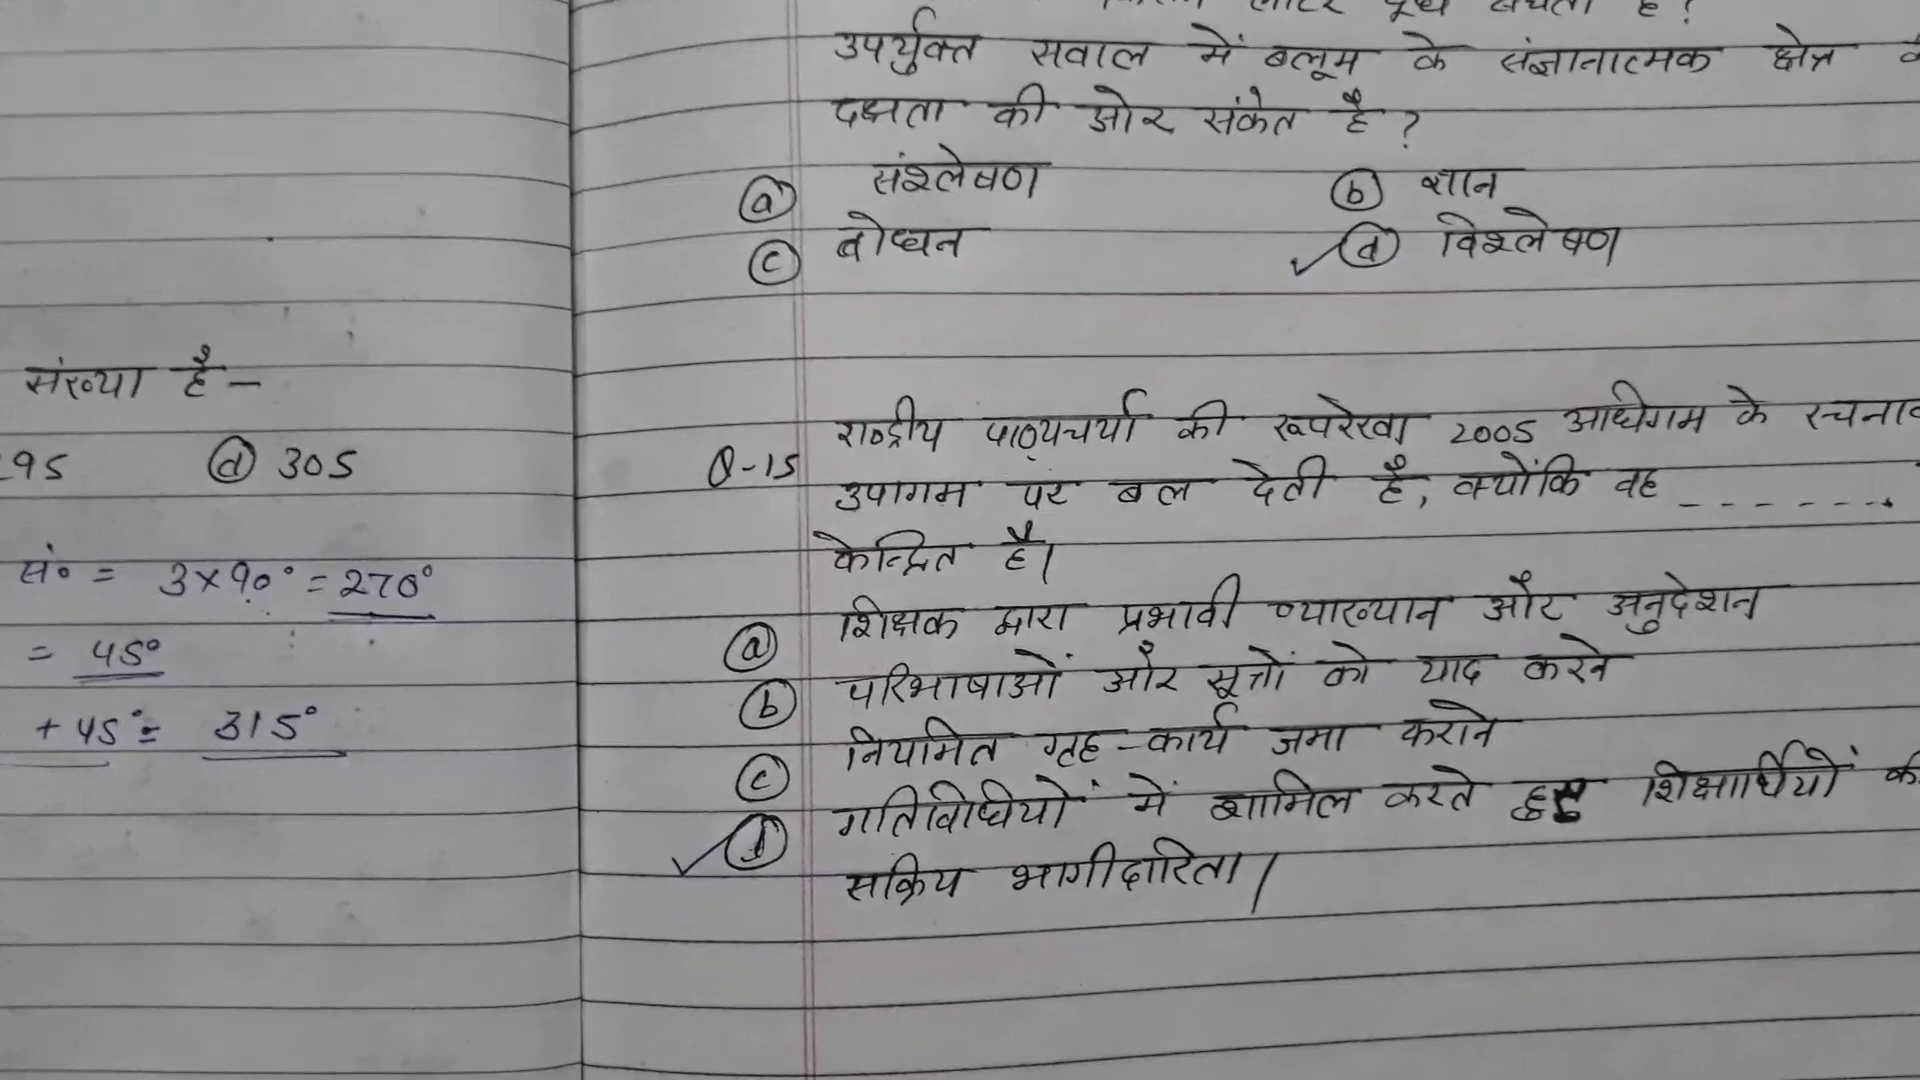 संख्या है-
95 (d) 305
सं० = 3×90° = 270°
= 45°
+ 45° = 315°
उपर्युक्त सवाल में बलूम के संज्ञानात्मक क्षेत्र
दक्षता की ओर संकेत है?
(a) संश्लेषण (b) ज्ञान
(c) बोधन (d) विश्लेषण
Q-15 राष्ट्रीय पाठ्यचर्या की रूपरेखा 2005 अधिगम के
उपागम पर बल देती है, क्योंकि वह -------
केन्द्रित है।
(a) शिक्षक द्वारा प्रभावी व्याख्यान और अनुदेशन
(b) परिभाषाओं और सूत्रों को याद करने
(c) नियमित गृह-कार्य जमा कराने
(d) गतिविधियों में शामिल करते हुए शिक्षार्थियों की
सक्रिय भागीदारिता।